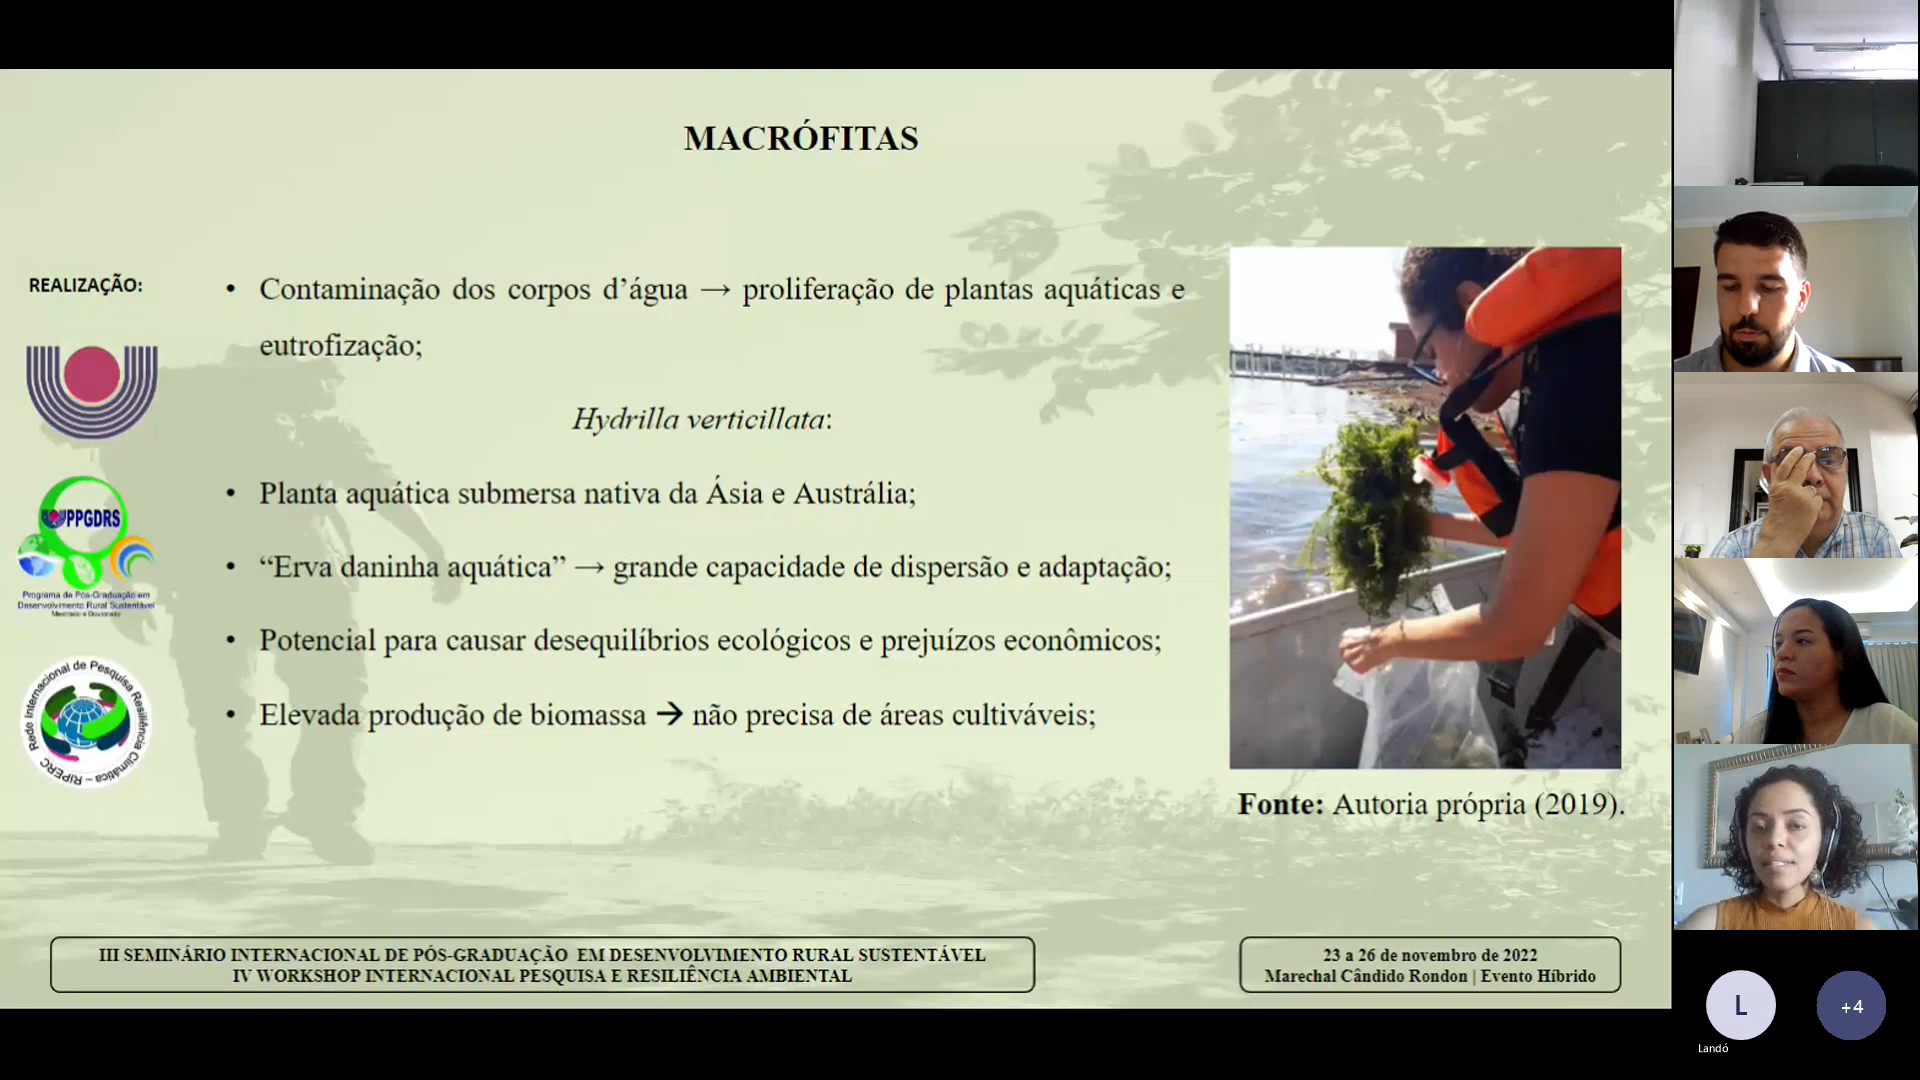 MACRÓFITAS
REALIZAÇÃO:
• Contaminação dos corpos d’água → proliferação de plantas aquáticas e
eutrofização;
Hydrilla verticillata:
• Planta aquática submersa nativa da Ásia e Austrália;
• “Erva daninha aquática” → grande capacidade de dispersão e adaptação;
• Potencial para causar desequilíbrios ecológicos e prejuízos econômicos;
• Elevada produção de biomassa → não precisa de áreas cultiváveis;
PPGDRS
Programa de Pós-Graduação em
Desenvolvimento Rural Sustentável
Mestrado e Doutorado
Rede Internacional de Pesquisa Resiliência Climática – RIPERC
Fonte: Autoria própria (2019).
III SEMINÁRIO INTERNACIONAL DE PÓS-GRADUAÇÃO EM DESENVOLVIMENTO RURAL SUSTENTÁVEL
IV WORKSHOP INTERNACIONAL PESQUISA E RESILIÊNCIA AMBIENTAL
23 a 26 de novembro de 2022
Marechal Cândido Rondon | Evento Híbrido
L
+4
Landó